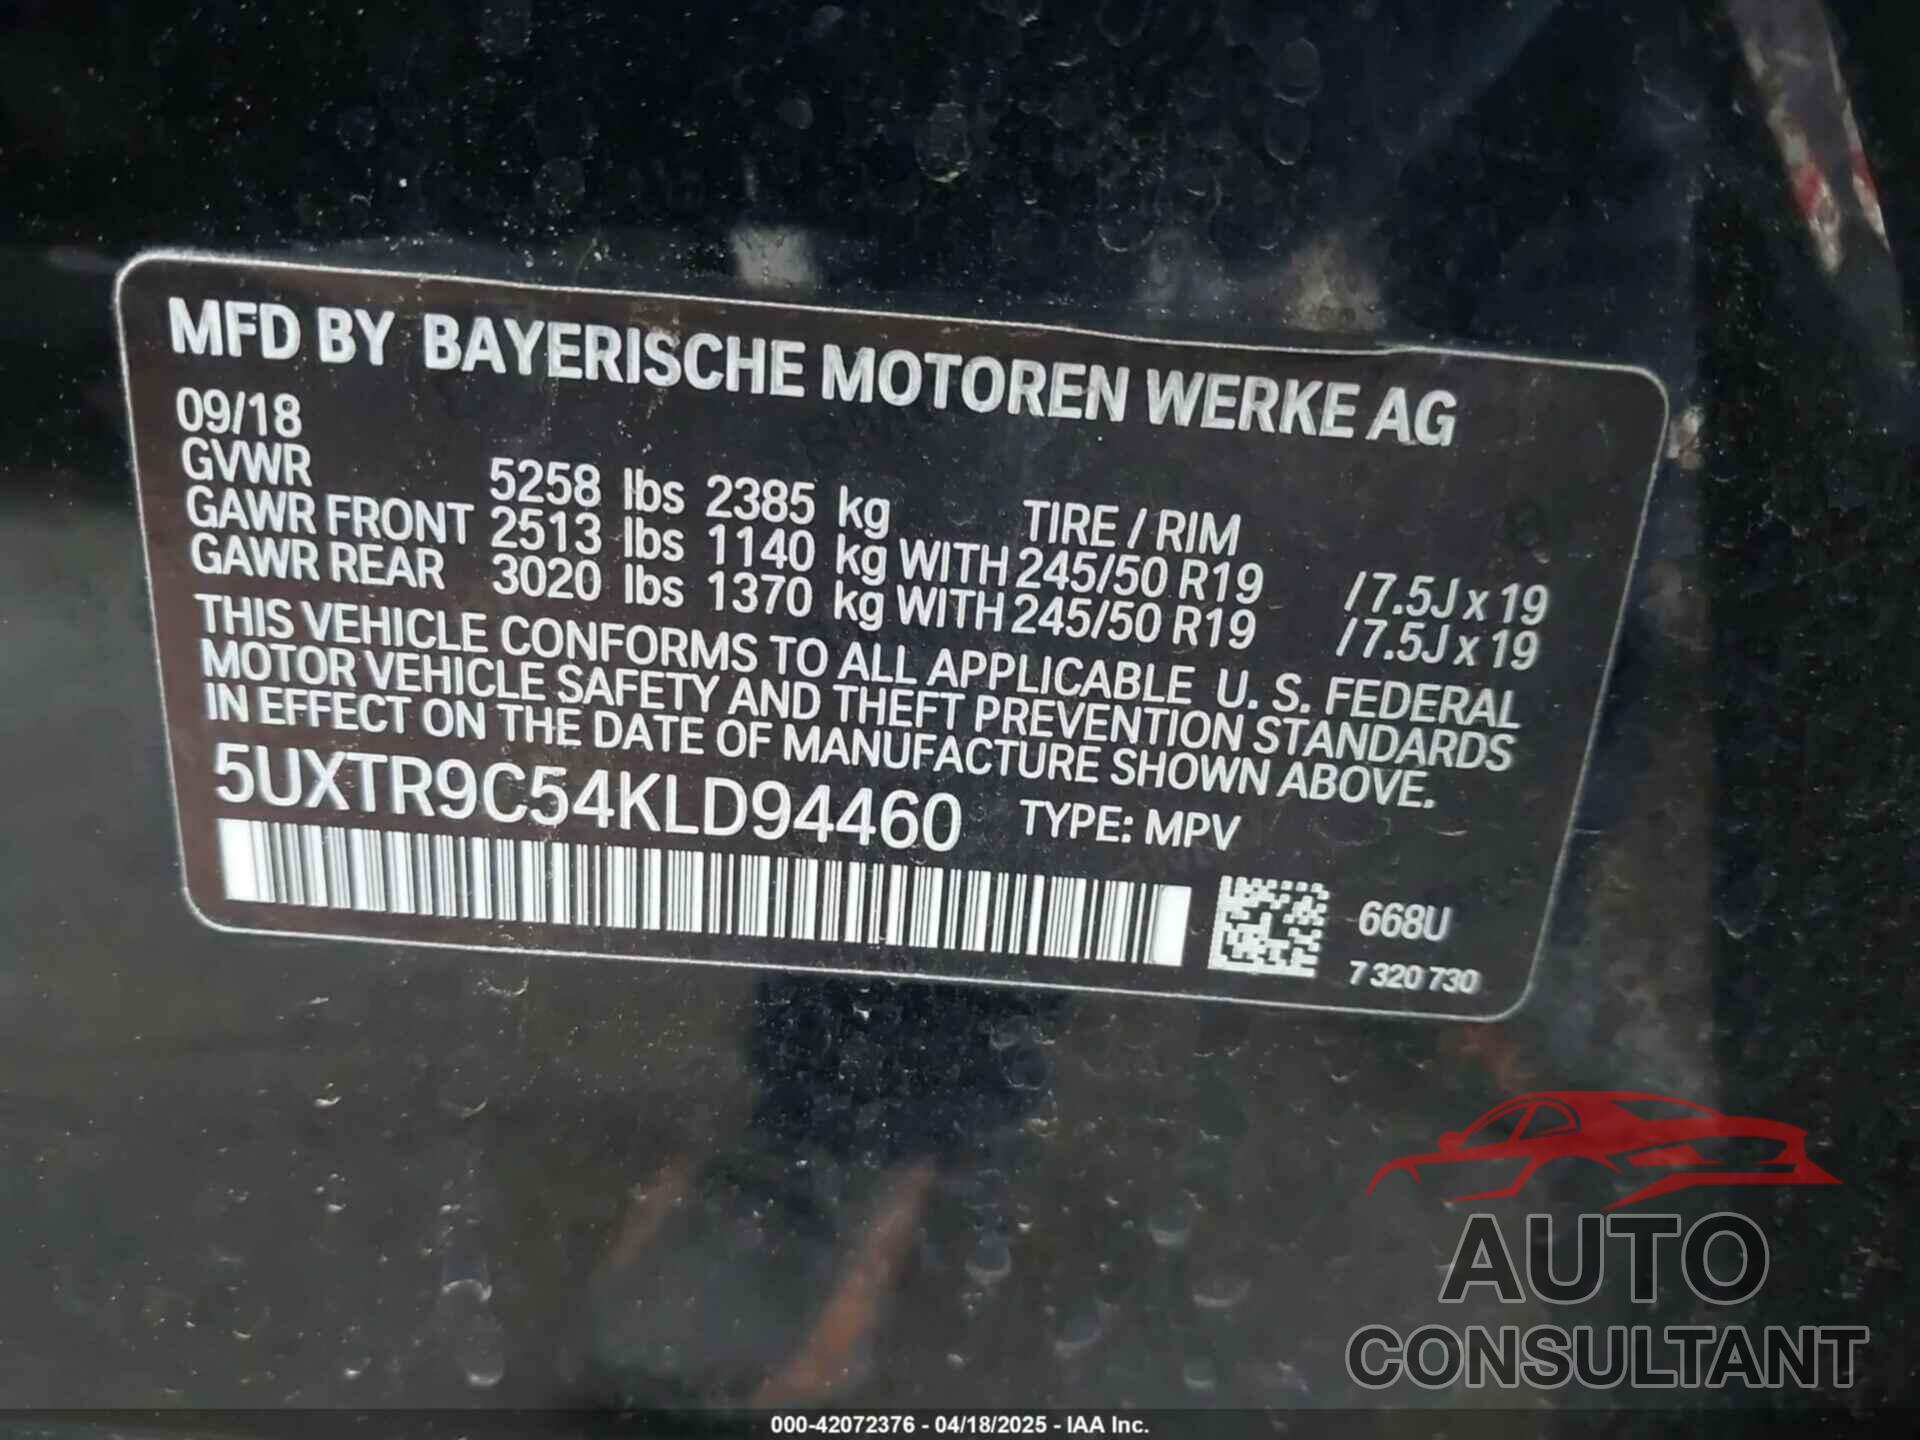 MFD BY BAYERISCHE MOTOREN WERKE AG
09/18
GVWR 5258 lbs 2385 kg TIRE / RIM
GAWR FRONT 2513 lbs 1140 kg WITH 245/50 R19 / 7.5J x 19
GAWR REAR 3020 lbs 1370 kg WITH 245/50 R19 / 7.5J x 19
THIS VEHICLE CONFORMS TO ALL APPLICABLE U. S. FEDERAL
MOTOR VEHICLE SAFETY AND THEFT PREVENTION STANDARDS
IN EFFECT ON THE DATE OF MANUFACTURE SHOWN ABOVE.
5UXTR9C54KLD94460 TYPE: MPV
668U
7 320 730
AUTO
CONSULTANT
000-42072376 - 04/18/2025 - IAA Inc.